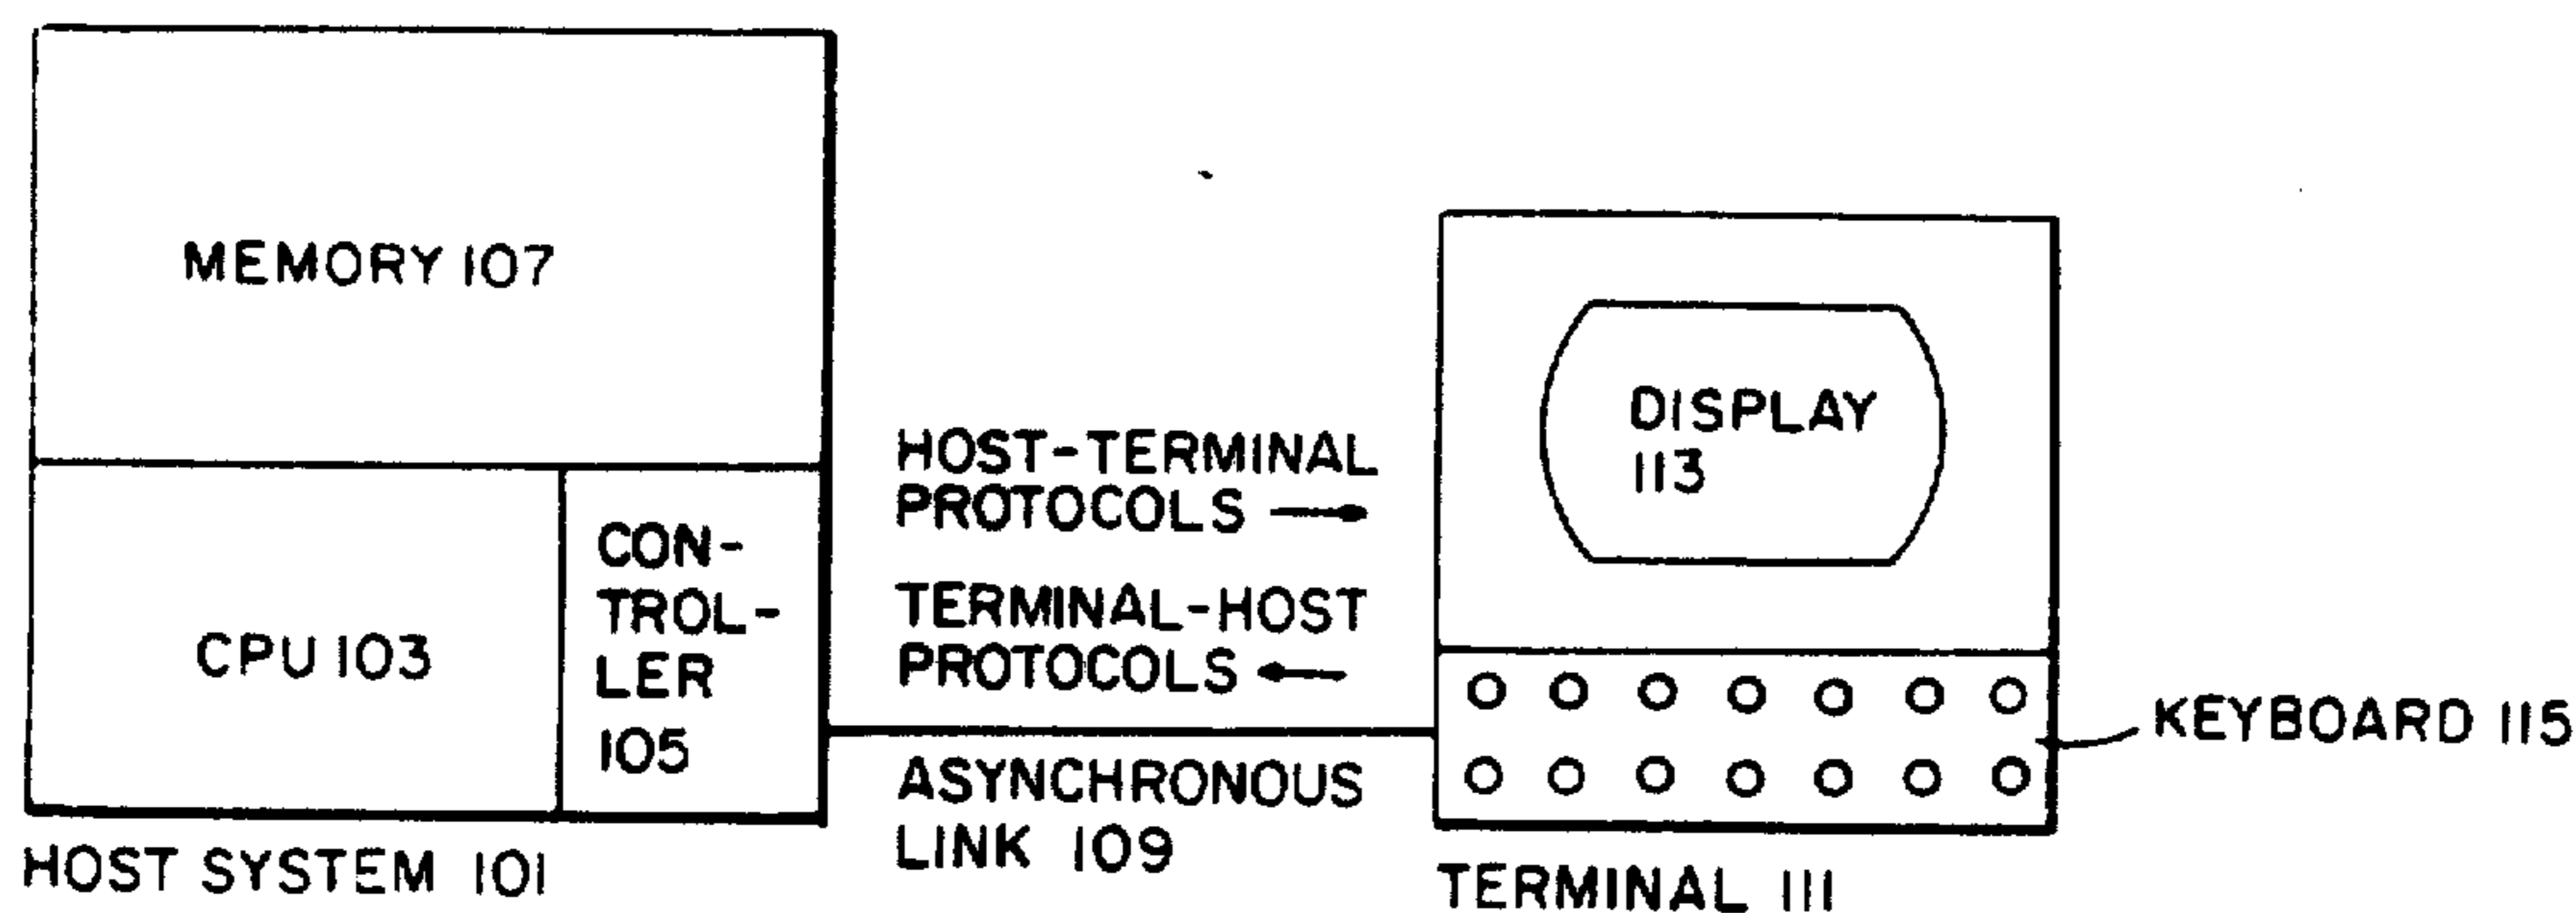 MEMORY 107
CPU 103
CON-
TROL-
LER
105
HOST SYSTEM 101
HOST-TERMINAL
PROTOCOLS →
TERMINAL-HOST
PROTOCOLS ←
ASYNCHRONOUS
LINK 109
DISPLAY
113
KEYBOARD 115
TERMINAL 111